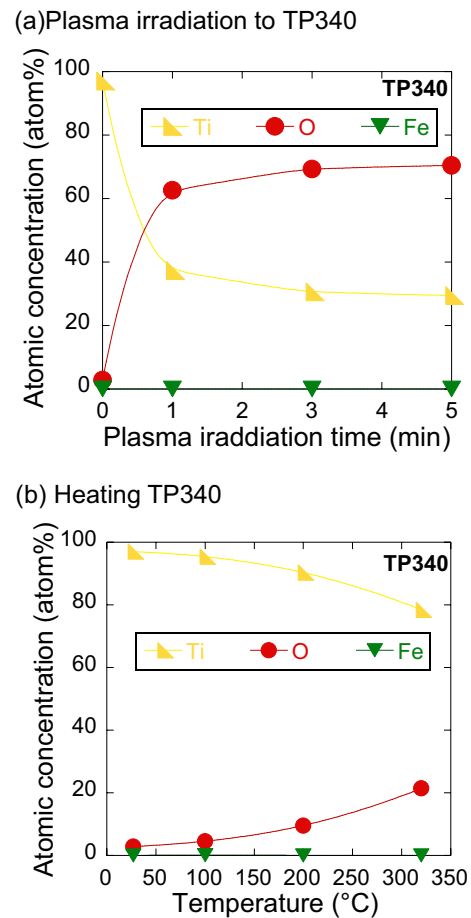 (a)Plasma irradiation to TP340
100
TP340
Ti O Fe
80
60
40
20
0
0 1 2 3 4 5
Atomic concentration (atom%)
Plasma iraddiation time (min)
(b) Heating TP340
100
TP340
80
Ti O Fe
60
40
20
0
0 50 100 150 200 250 300 350
Atomic concentration (atom%)
Temperature (°C)